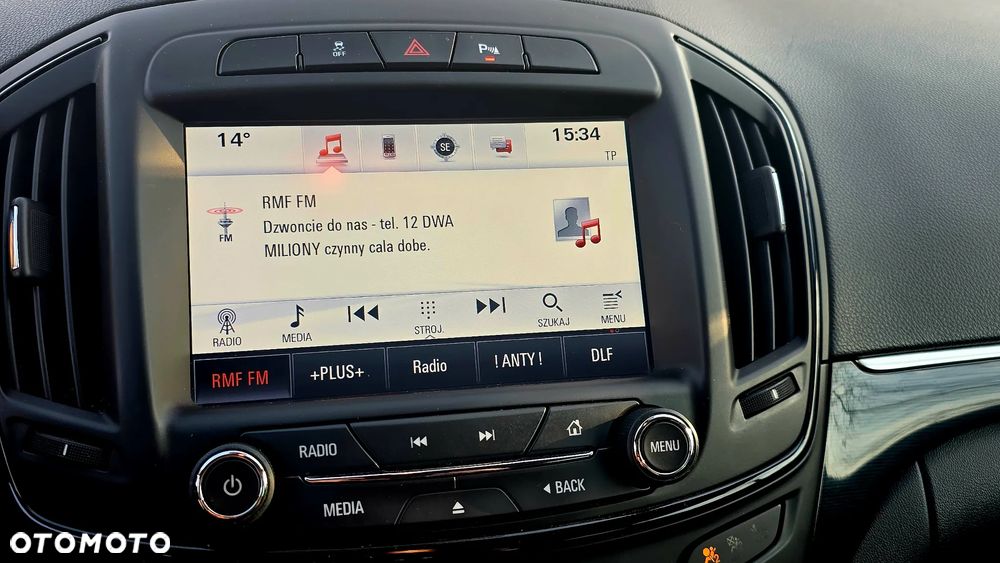 OFF
P
14°
SE
15:34
TP
FM
RMF FM
Dzwoncie do nas - tel. 12 DWA
MILIONY czynny cala dobe.
RADIO
MEDIA
STROJ.
SZUKAJ
MENU
RMF FM
+PLUS+
Radio
! ANTY !
DLF
RADIO
MENU
MEDIA
BACK
OTOMOTO